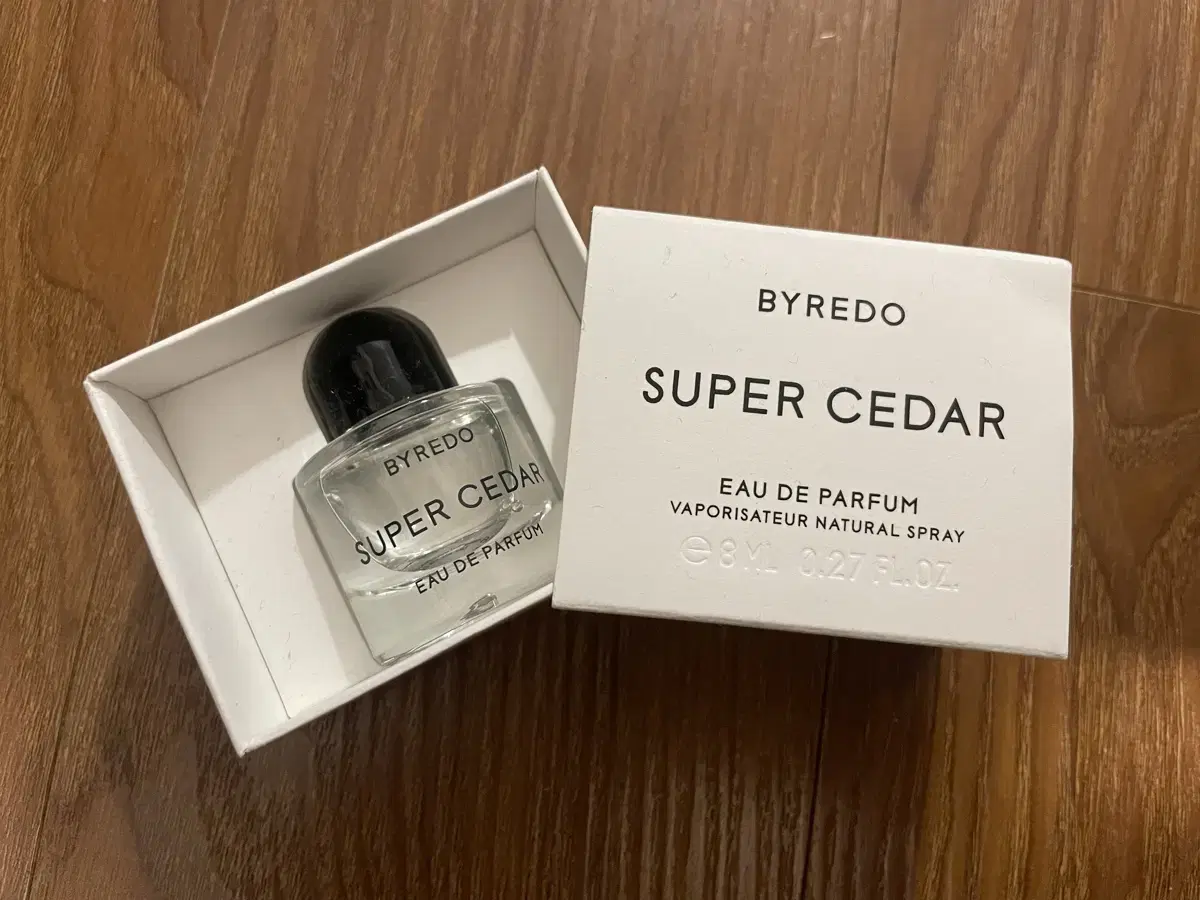 BYREDO
SUPER CEDAR
EAU DE PARFUM
BYREDO
SUPER CEDAR
EAU DE PARFUM
VAPORISATEUR NATURAL SPRAY
℮ 8 ML 0.27 FL.OZ.